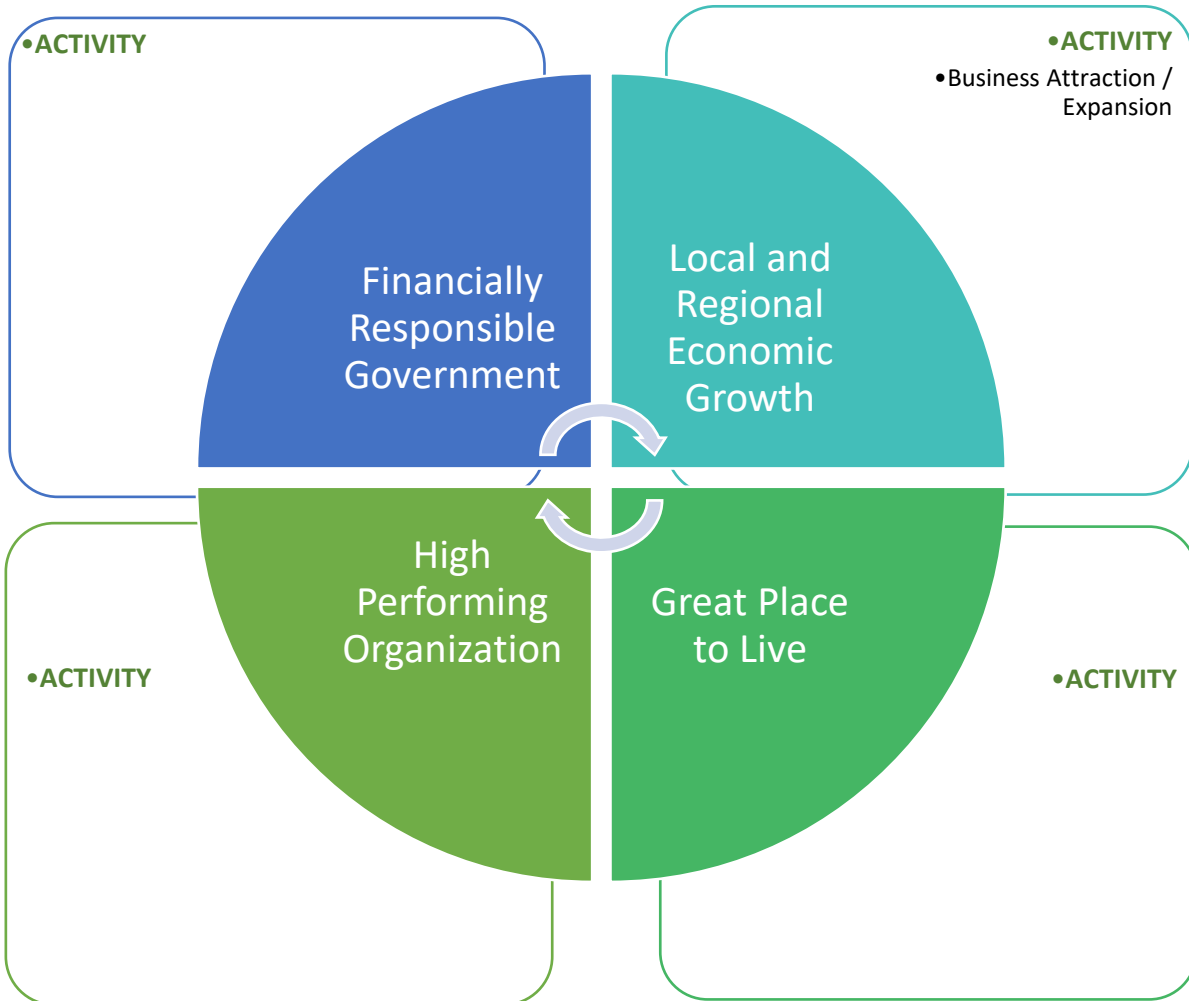 •ACTIVITY
•ACTIVITY
•Business Attraction /
Expansion
Financially
Responsible
Government
Local and
Regional
Economic
Growth
High
Performing
Organization
Great Place
to Live
•ACTIVITY
•ACTIVITY